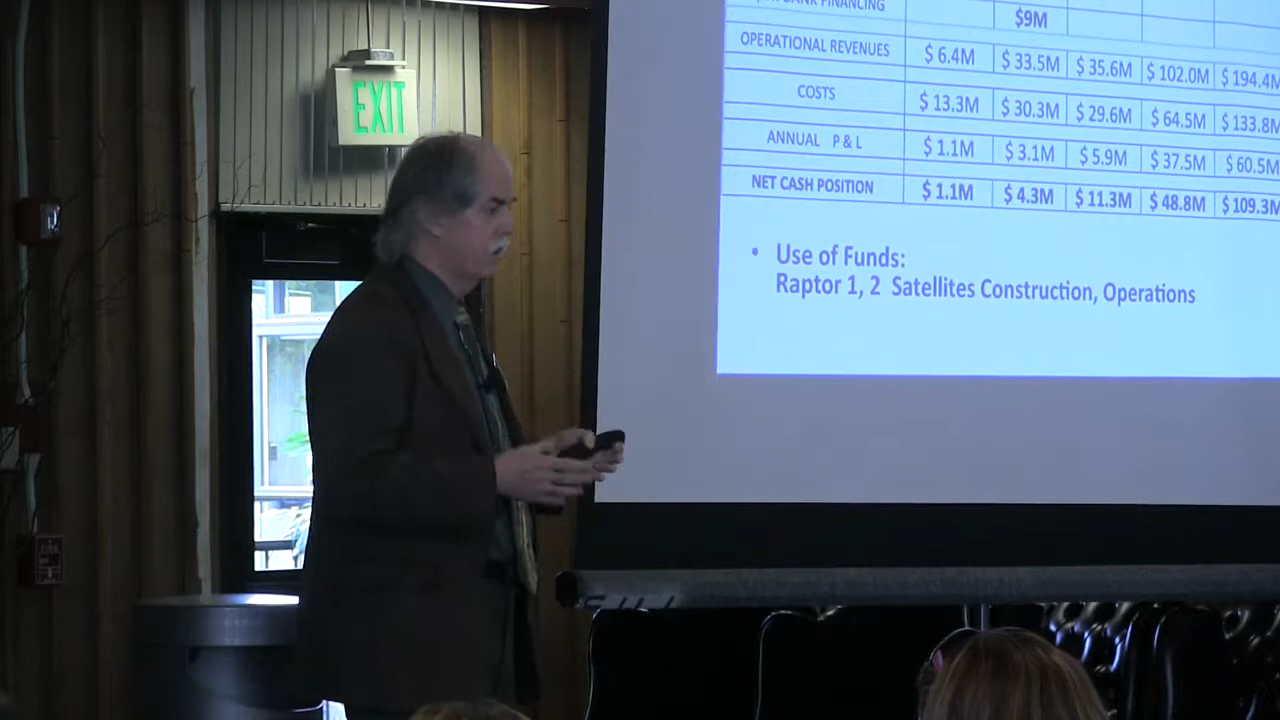 BANK FINANCING
$9M
OPERATIONAL REVENUES $ 6.4M $ 33.5M $ 35.6M $ 102.0M $ 194.4M
COSTS $ 13.3M $ 30.3M $ 29.6M $ 64.5M $ 133.8M
ANNUAL P & L $ 1.1M $ 3.1M $ 5.9M $ 37.5M $ 60.5M
NET CASH POSITION $ 1.1M $ 4.3M $ 11.3M $ 48.8M $ 109.3M
• Use of Funds:
Raptor 1, 2 Satellites Construction, Operations
EXIT